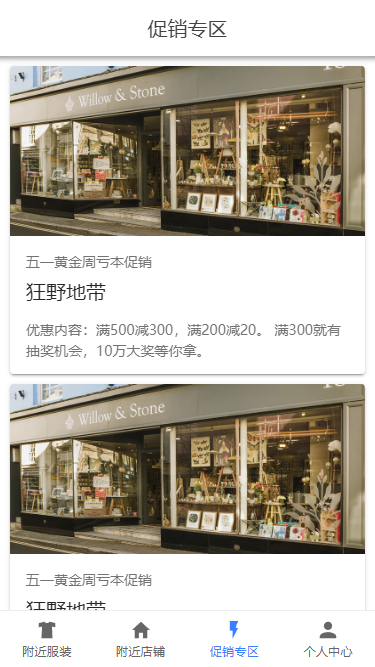 促销专区
Willow & Stone
五一黄金周亏本促销
狂野地带
优惠内容：满500减300，满200减20。 满300就有
抽奖机会，10万大奖等你拿。
Willow & Stone
五一黄金周亏本促销
狂野地带
附近服装
附近店铺
促销专区
个人中心